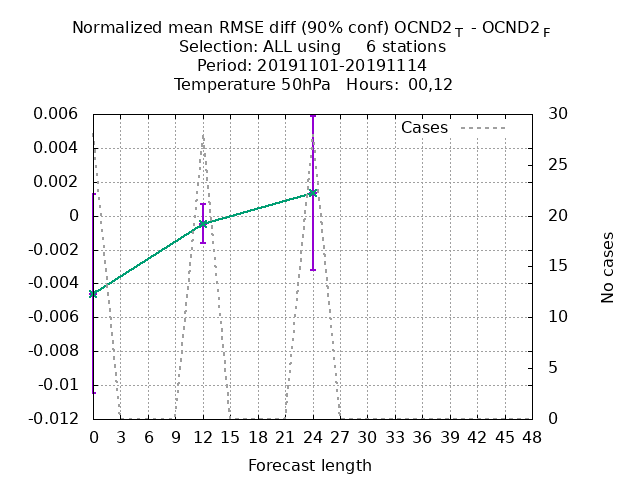 Normalized mean RMSE diff (90% conf) OCND2 T - OCND2 F
Selection: ALL using 6 stations
Period: 20191101-20191114
Temperature 50hPa Hours: 00,12
Cases
0.006
0.004
0.002
0
-0.002
-0.004
-0.006
-0.008
-0.01
-0.012
30
25
20
15
10
5
0
No cases
0 3 6 9 12 15 18 21 24 27 30 33 36 39 42 45 48
Forecast length